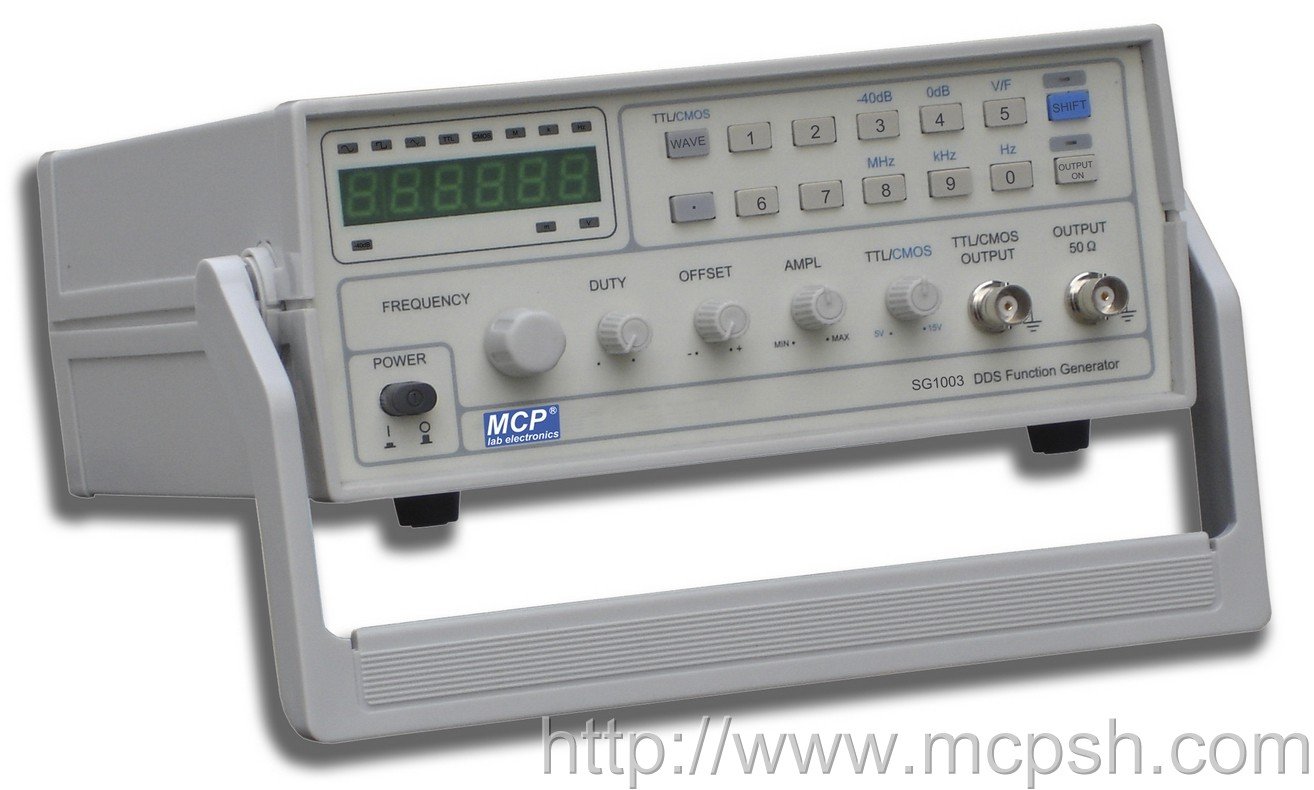 TTL CMOS M k Hz
-40dB m V
TTL/CMOS -40dB 0dB V/F
WAVE 1 2 3 4 5 SHIFT
MHz kHz Hz
. 6 7 8 9 0 OUTPUT
ON
FREQUENCY DUTY OFFSET AMPL TTL/CMOS TTL/CMOS
OUTPUT
OUTPUT
50 Ω
- +
MIN MAX
5V 15V
POWER
I O
SG1003 DDS Function Generator
MCP®
lab electronics
http://www.mcpsh.com